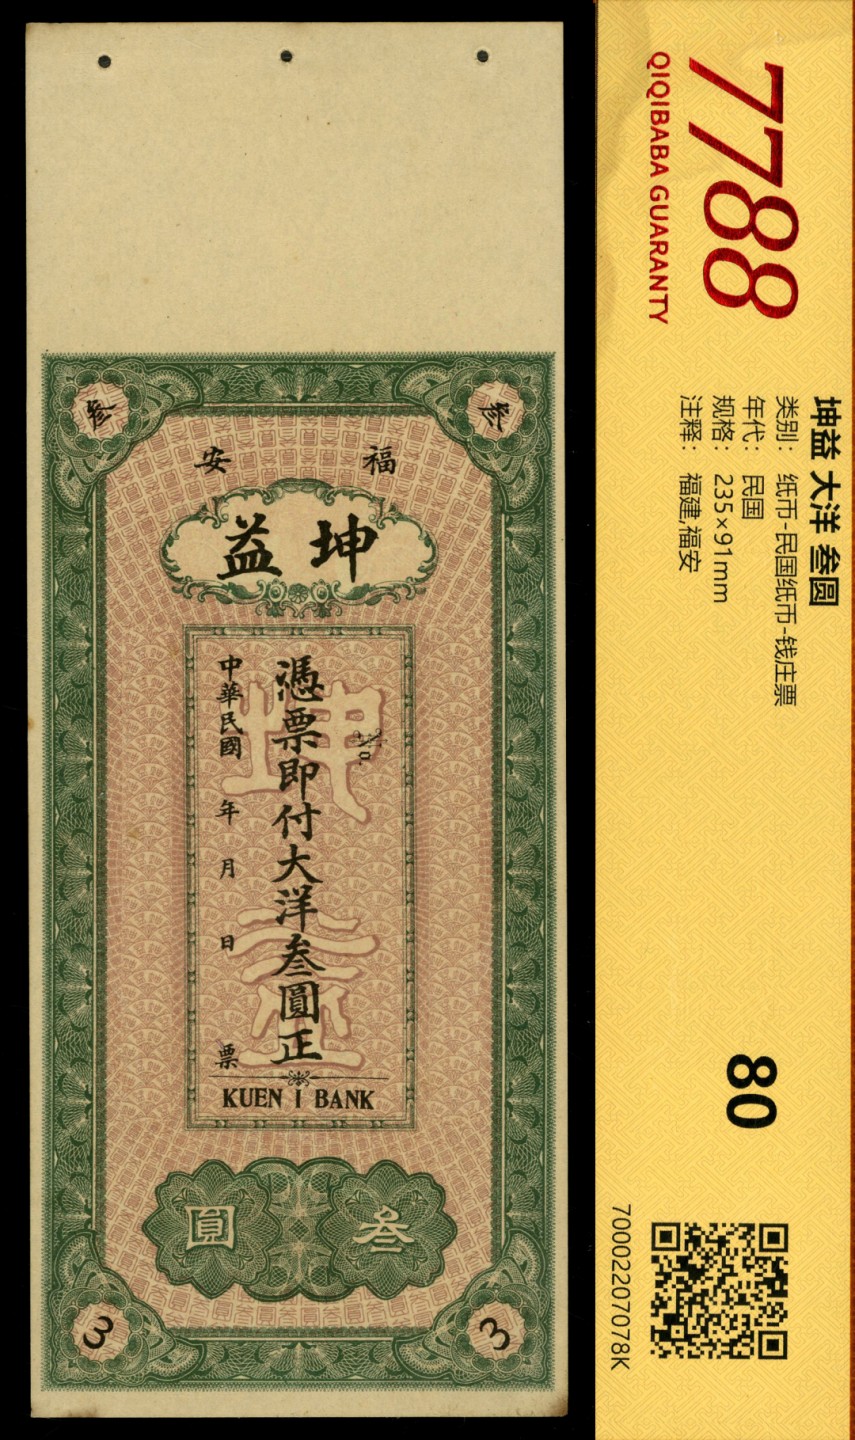 叁 叁
福安
坤益
No.
憑票即付大洋叁圓正
中華民國 年 月 日 票
坤益
KUEN I BANK
叁圓
3 3
7788
QIQIBABA GUARANTY
坤益 大洋 叁圆
类别：纸币-民国纸币-钱庄票
年代：民国
规格：235×91mm
注释：福建,福安
80
70002207078K